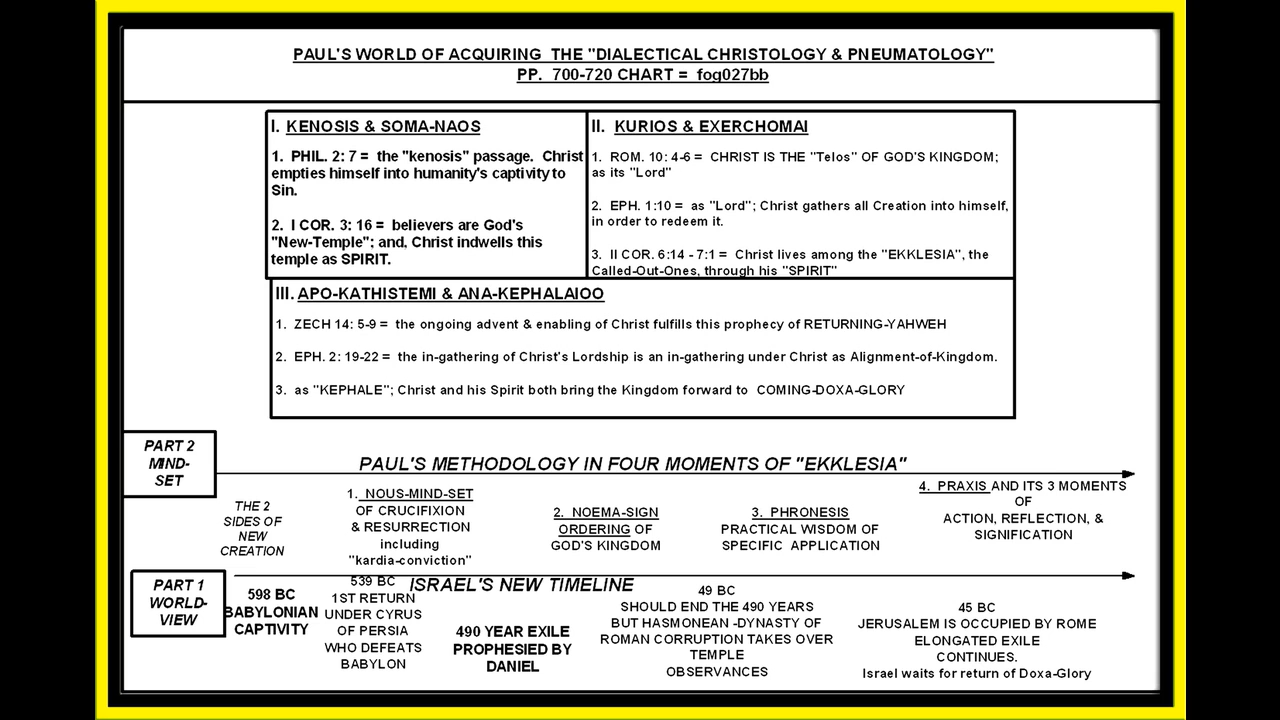 PAUL'S WORLD OF ACQUIRING THE "DIALECTICAL CHRISTOLOGY & PNEUMATOLOGY"
PP. 700-720 CHART = fog027bb
I. KENOSIS & SOMA-NAOS
1. PHIL. 2: 7 = the "kenosis" passage. Christ
empties himself into humanity's captivity to
Sin.
2. I COR. 3: 16 = believers are God's
"New-Temple"; and, Christ indwells this
temple as SPIRIT.
II. KURIOS & EXERCHOMAI
1. ROM. 10: 4-6 = CHRIST IS THE "Telos" OF GOD'S KINGDOM;
as its "Lord"
2. EPH. 1:10 = as "Lord"; Christ gathers all Creation into himself,
in order to redeem it.
3. II COR. 6:14 - 7:1 = Christ lives among the "EKKLESIA", the
Called-Out-Ones, through his "SPIRIT"
III. APO-KATHISTEMI & ANA-KEPHALAIOO
1. ZECH 14: 5-9 = the ongoing advent & enabling of Christ fulfills this prophecy of RETURNING-YAHWEH
2. EPH. 2: 19-22 = the in-gathering of Christ's Lordship is an in-gathering under Christ as Alignment-of-Kingdom.
3. as "KEPHALE"; Christ and his Spirit both bring the Kingdom forward to COMING-DOXA-GLORY
PART 2
MIND-
SET
PAUL'S METHODOLOGY IN FOUR MOMENTS OF "EKKLESIA"
THE 2
SIDES OF
NEW
CREATION
1. NOUS-MIND-SET
OF CRUCIFIXION
& RESURRECTION
including
"kardia-conviction"
2. NOEMA-SIGN
ORDERING OF
GOD'S KINGDOM
3. PHRONESIS
PRACTICAL WISDOM OF
SPECIFIC APPLICATION
4. PRAXIS AND ITS 3 MOMENTS
OF
ACTION, REFLECTION, &
SIGNIFICATION
PART 1
WORLD-
VIEW
ISRAEL'S NEW TIMELINE
598 BC
BABYLONIAN
CAPTIVITY
539 BC
1ST RETURN
UNDER CYRUS
OF PERSIA
WHO DEFEATS
BABYLON
490 YEAR EXILE
PROPHESIED BY
DANIEL
49 BC
SHOULD END THE 490 YEARS
BUT HASMONEAN -DYNASTY OF
ROMAN CORRUPTION TAKES OVER
TEMPLE
OBSERVANCES
45 BC
JERUSALEM IS OCCUPIED BY ROME
ELONGATED EXILE
CONTINUES.
Israel waits for return of Doxa-Glory